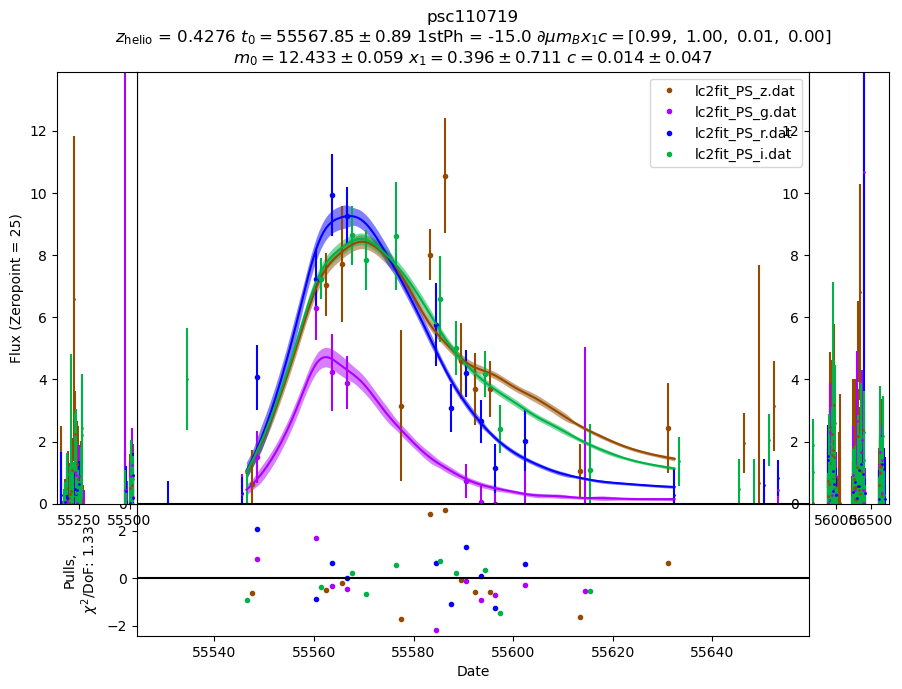 psc110719
z_helio = 0.4276 t_0 = 55567.85 ± 0.89 1stPh = -15.0 ∂μm_Bx_1c = [0.99, 1.00, 0.01, 0.00]
m_0 = 12.433 ± 0.059 x_1 = 0.396 ± 0.711 c = 0.014 ± 0.047
lc2fit_PS_z.dat
lc2fit_PS_g.dat
lc2fit_PS_r.dat
lc2fit_PS_i.dat
Flux (Zeropoint = 25)
12
10
8
6
4
2
0
12
10
8
6
4
2
0
55250
55500
56000
56500
Pulls,
χ²/DoF: 1.33
2
0
−2
55540
55560
55580
55600
55620
55640
Date